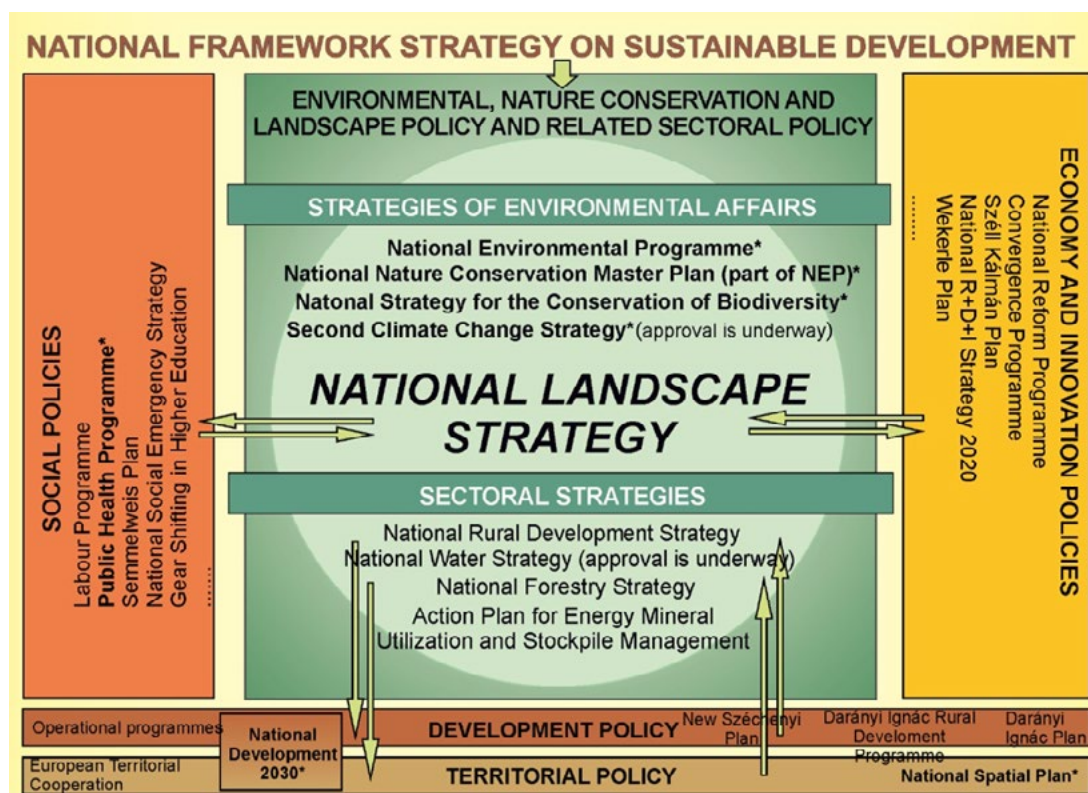 NATIONAL FRAMEWORK STRATEGY ON SUSTAINABLE DEVELOPMENT
ENVIRONMENTAL, NATURE CONSERVATION AND
LANDSCAPE POLICY AND RELATED SECTORAL POLICY
STRATEGIES OF ENVIRONMENTAL AFFAIRS
National Environmental Programme*
National Nature Conservation Master Plan (part of NEP)*
Natonal Strategy for the Conservation of Biodiversity*
Second Climate Change Strategy* (approval is underway)
NATIONAL LANDSCAPE
STRATEGY
SECTORAL STRATEGIES
National Rural Development Strategy
National Water Strategy (approval is underway)
National Forestry Strategy
Action Plan for Energy Mineral
Utilization and Stockpile Management
SOCIAL POLICIES
Labour Programme
Public Health Programme*
Semmelweis Plan
National Social Emergency Strategy
Gear Shifting in Higher Education
......
ECONOMY AND INNOVATION POLICIES
National Reform Programme
Convergence Programme
Széll Kálmán Plan
National R+D+I Strategy 2020
Wekerle Plan
.......
Operational programmes
National
Development
2030*
DEVELOPMENT POLICY
New Széchenyi
Plan
Darányi Ignác Rural
Develoment
Programme
Darányi
Ignác Plan
European Territorial
Cooperation
TERRITORIAL POLICY
National Spatial Plan*